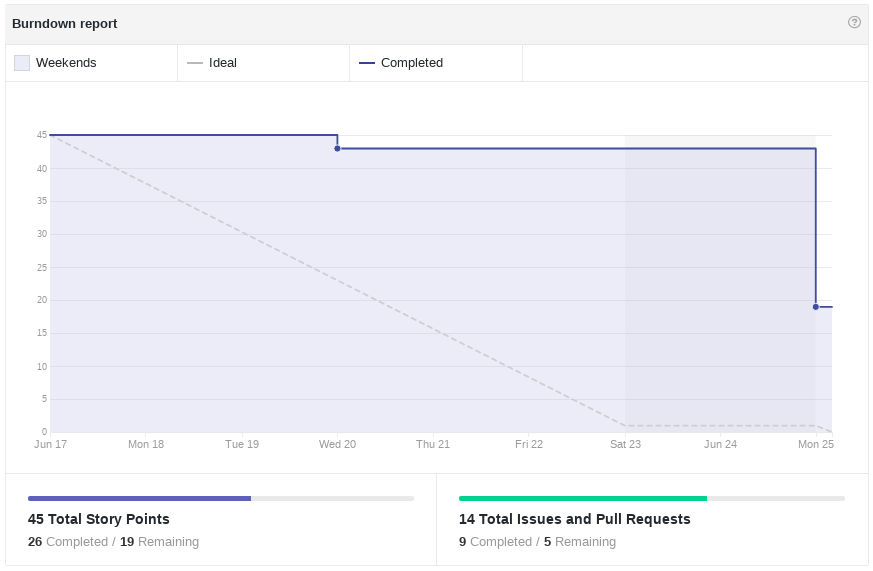 Burndown report
Weekends
Ideal
Completed
45
40
35
30
25
20
15
10
5
0
Jun 17 Mon 18 Tue 19 Wed 20 Thu 21 Fri 22 Sat 23 Jun 24 Mon 25
45 Total Story Points
26 Completed / 19 Remaining
14 Total Issues and Pull Requests
9 Completed / 5 Remaining